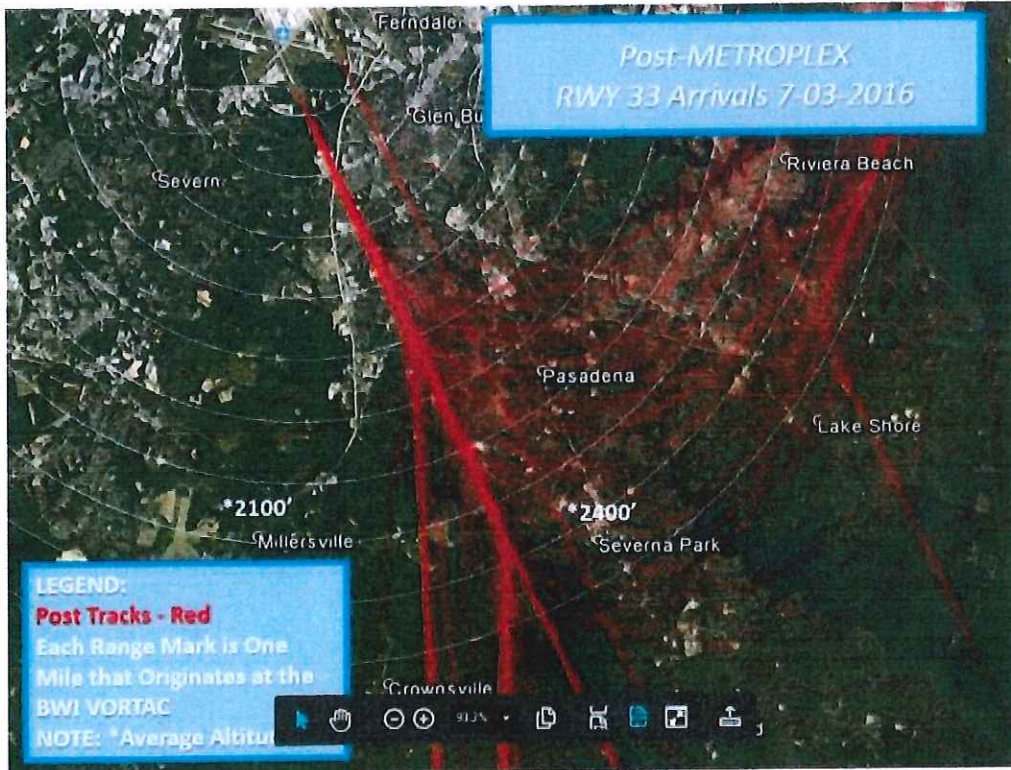 Ferndale
Post-METROPLEX
RWY 33 Arrivals 7-03-2016
Glen Bu
Riviera Beach
Severn
Pasadena
Lake Shore
*2100'
*2400'
Millersville
Severna Park
LEGEND:
Post Tracks - Red
Each Range Mark is One
Mile that Originates at the
BWI VORTAC
NOTE: *Average Altitu
Crownsville
93.3%